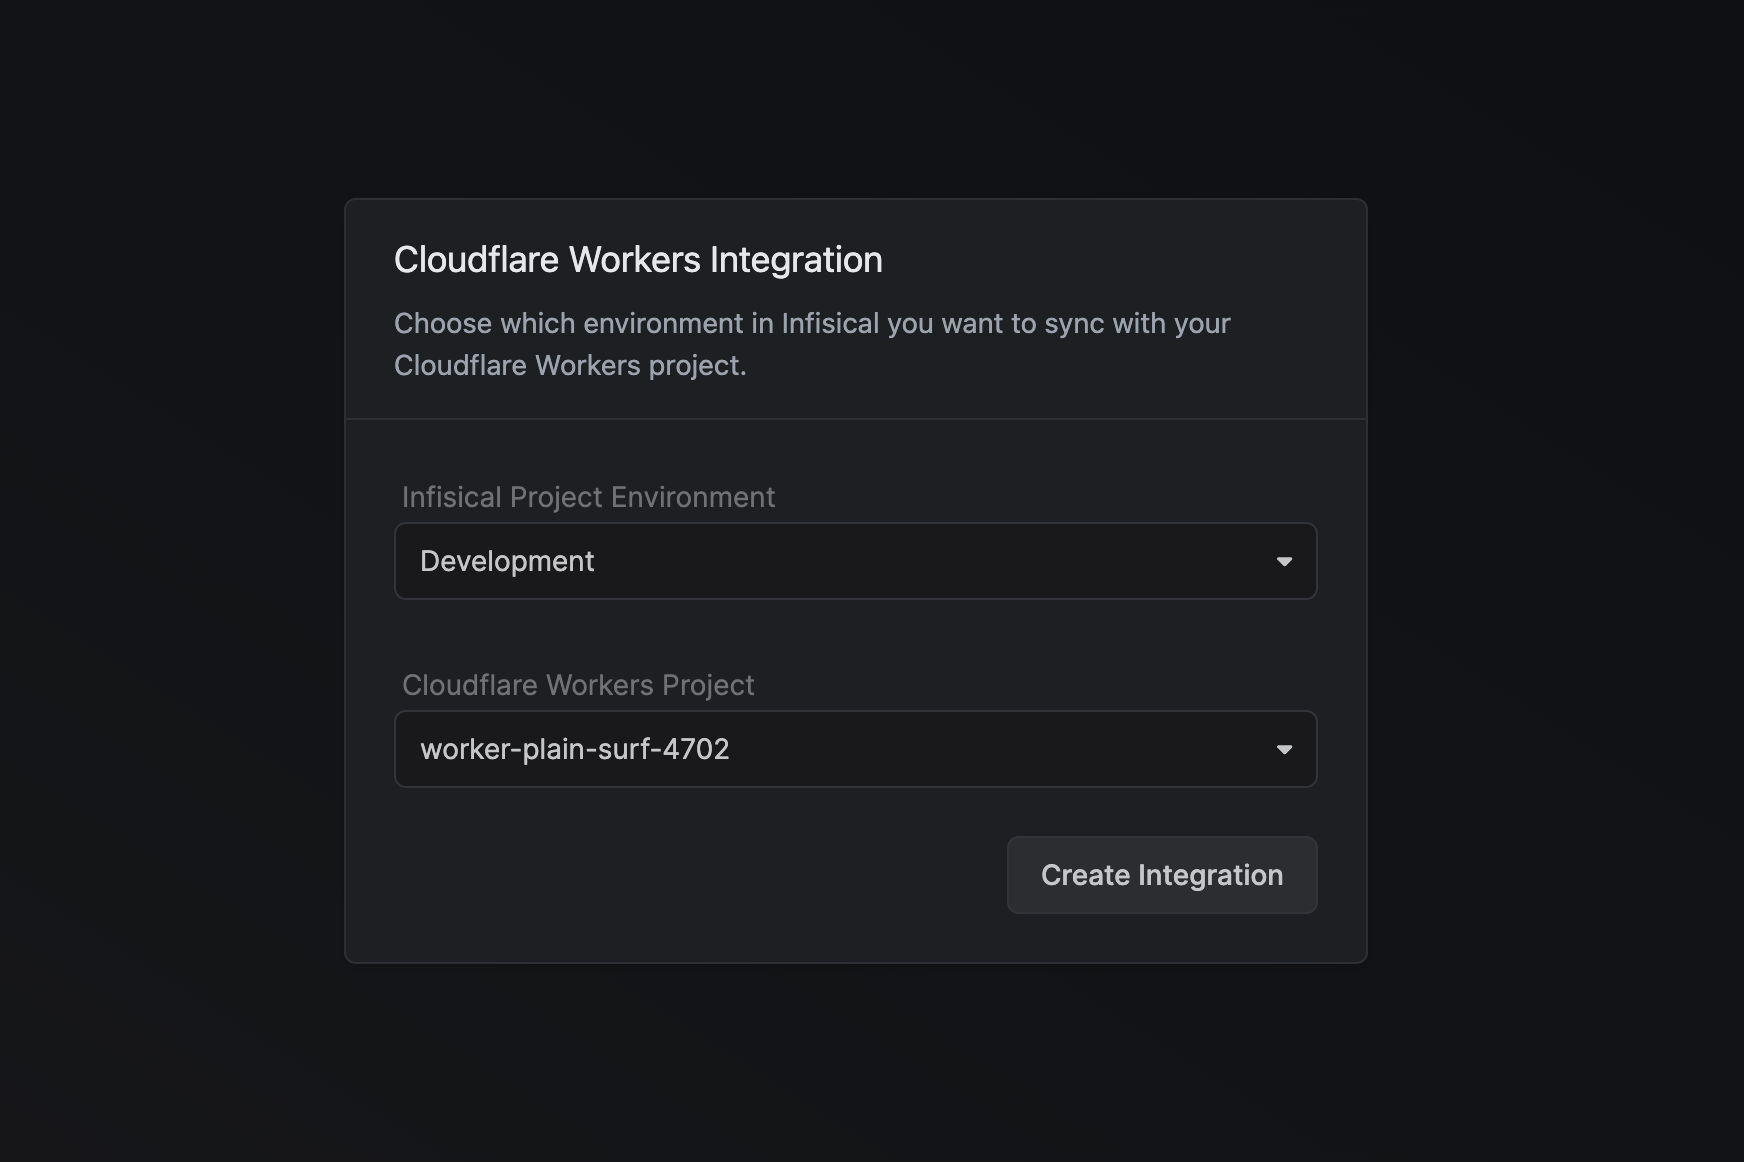 Cloudflare Workers Integration
Choose which environment in Infisical you want to sync with your
Cloudflare Workers project.
Infisical Project Environment
Development
Cloudflare Workers Project
worker-plain-surf-4702
Create Integration